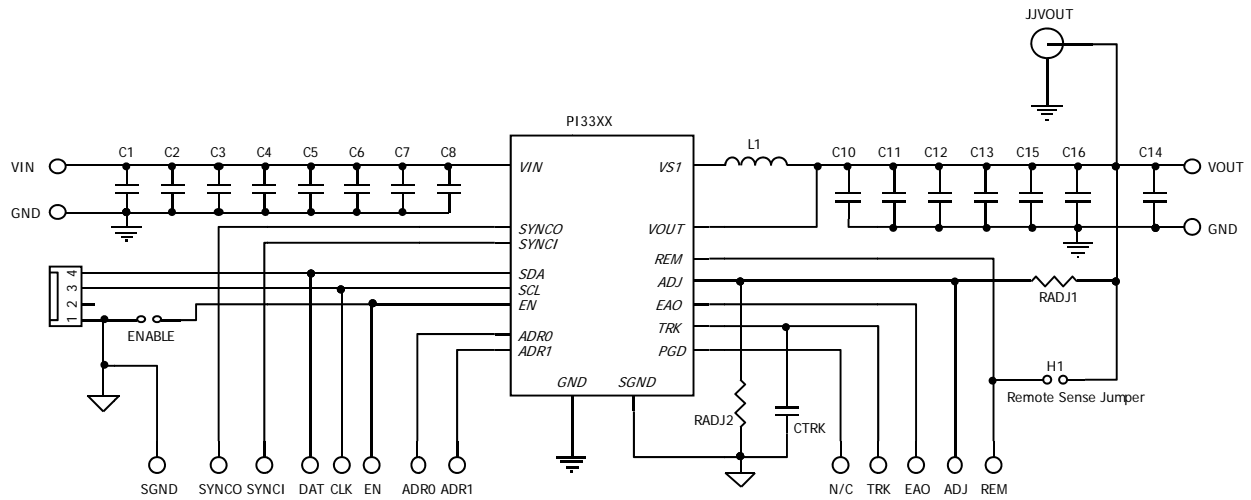 JJVOUT
PI33XX
C1 C2 C3 C4 C5 C6 C7 C8
L1
C10 C11 C12 C13 C15 C16 C14
VIN
VIN
VS1
VOUT
GND
SYNCO
VOUT
GND
SYNCI
REM
4 SDA
ADJ
RADJ1
3 SCL
2 EN
EAO
1
ENABLE
TRK
ADR0
ADR1
PGD
H1
GND SGND
Remote Sense Jumper
RADJ2
CTRK
SGND SYNCO SYNCI DAT CLK EN ADR0 ADR1
N/C TRK EAO ADJ REM